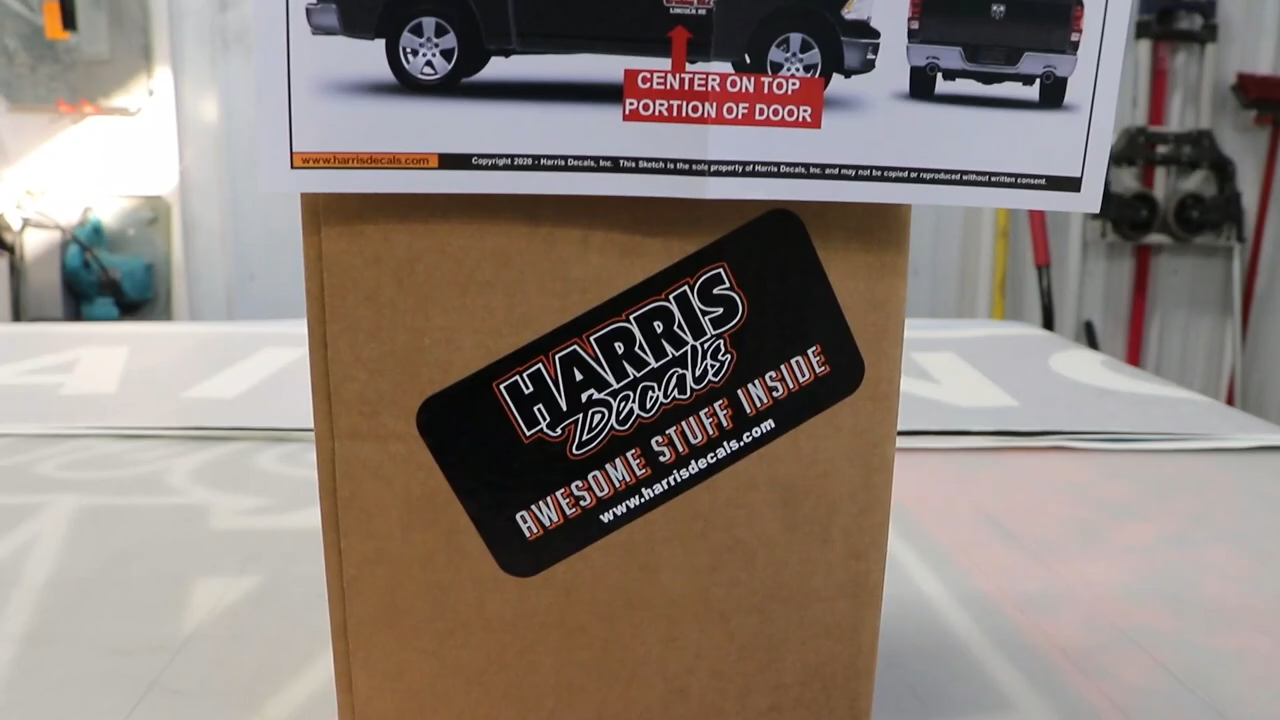 LINCOLN, NE
CENTER ON TOP
PORTION OF DOOR
www.harrisdecals.com
Copyright 2020 - Harris Decals, Inc. This Sketch is the sole property of Harris Decals, Inc. and may not be copied or reproduced without written consent.
HARRIS
Decals
AWESOME STUFF INSIDE
www.harrisdecals.com